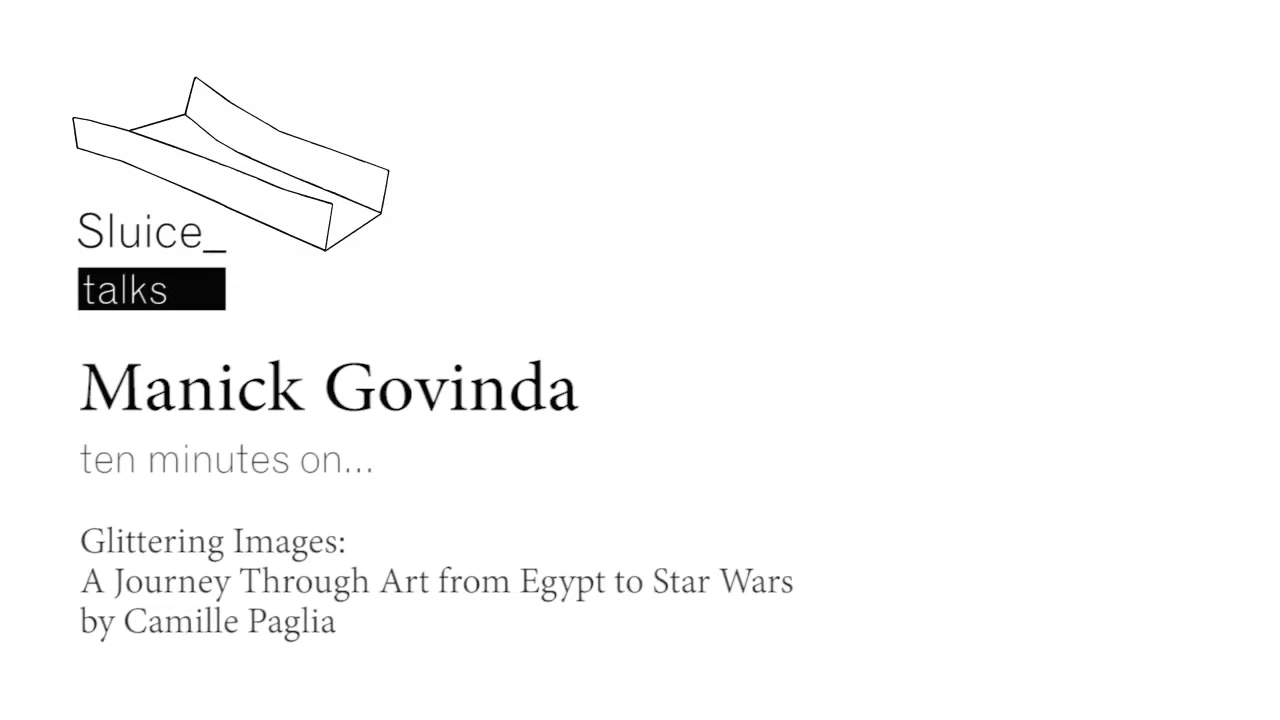 Sluice_
talks
Manick Govinda
ten minutes on...
Glittering Images:
A Journey Through Art from Egypt to Star Wars
by Camille Paglia